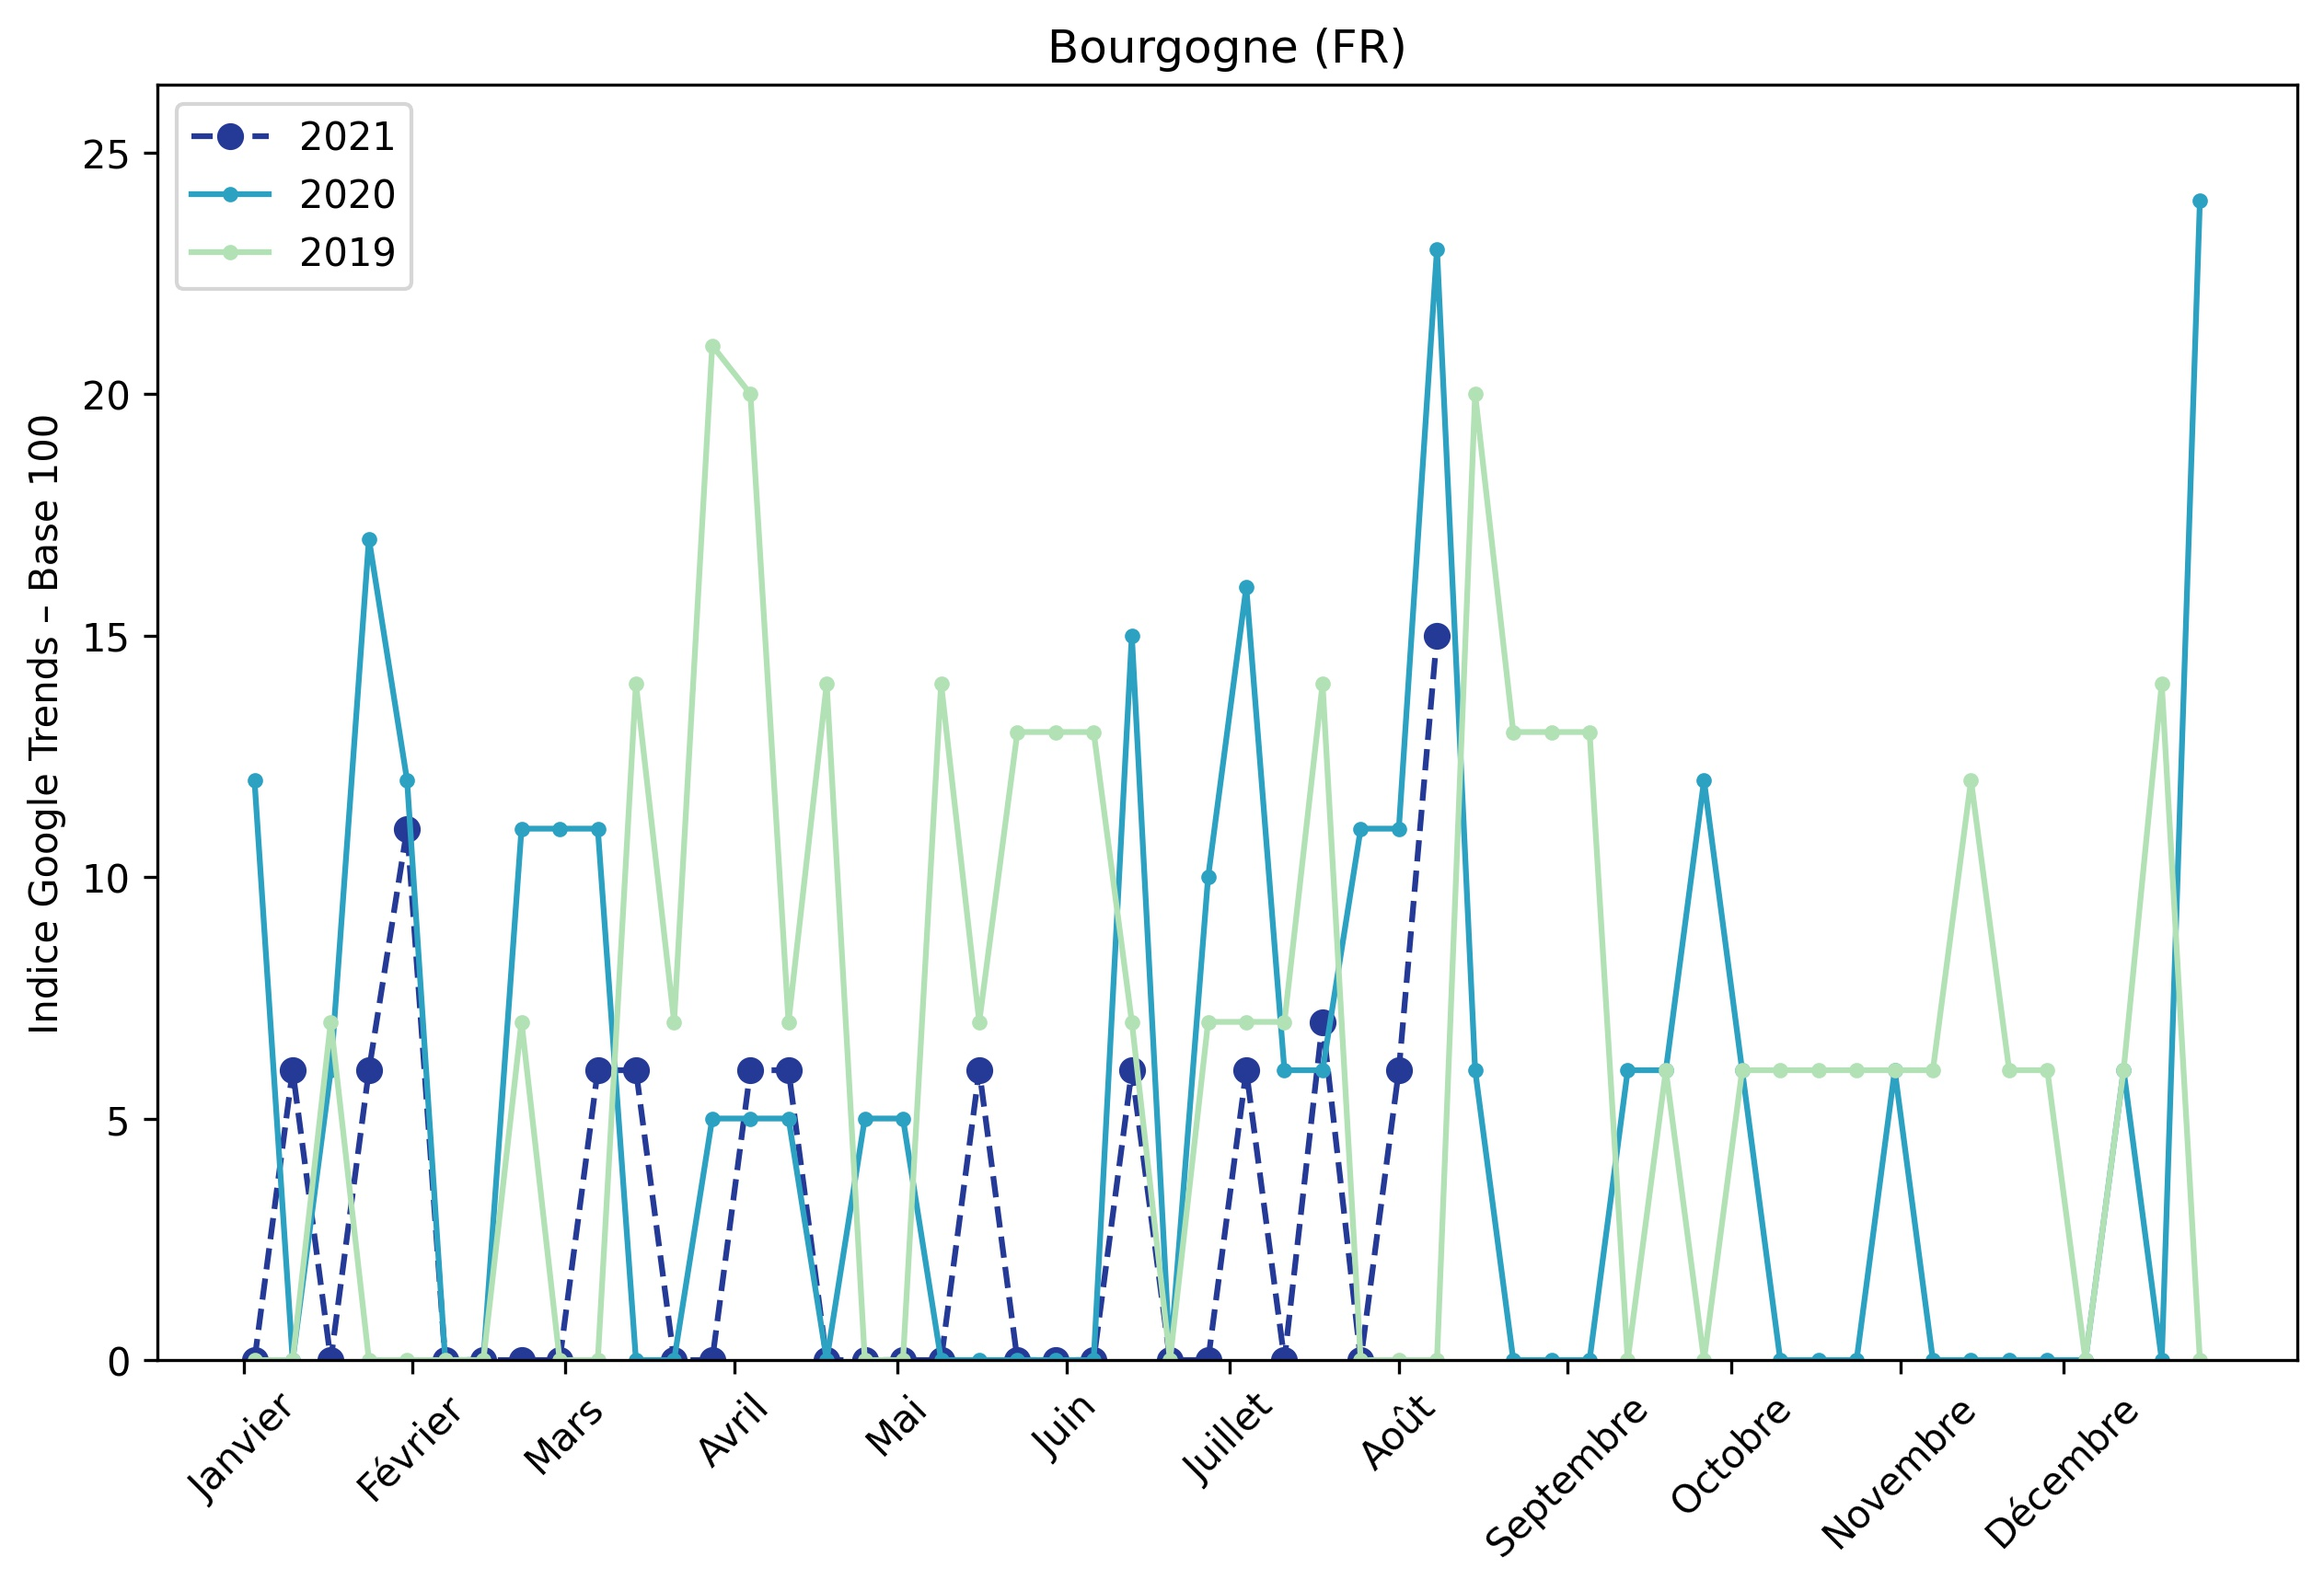 Bourgogne (FR)
2021
2020
2019
Indice Google Trends – Base 100
25
20
15
10
5
0
Janvier
Février
Mars
Avril
Mai
Juin
Juillet
Août
Septembre
Octobre
Novembre
Décembre